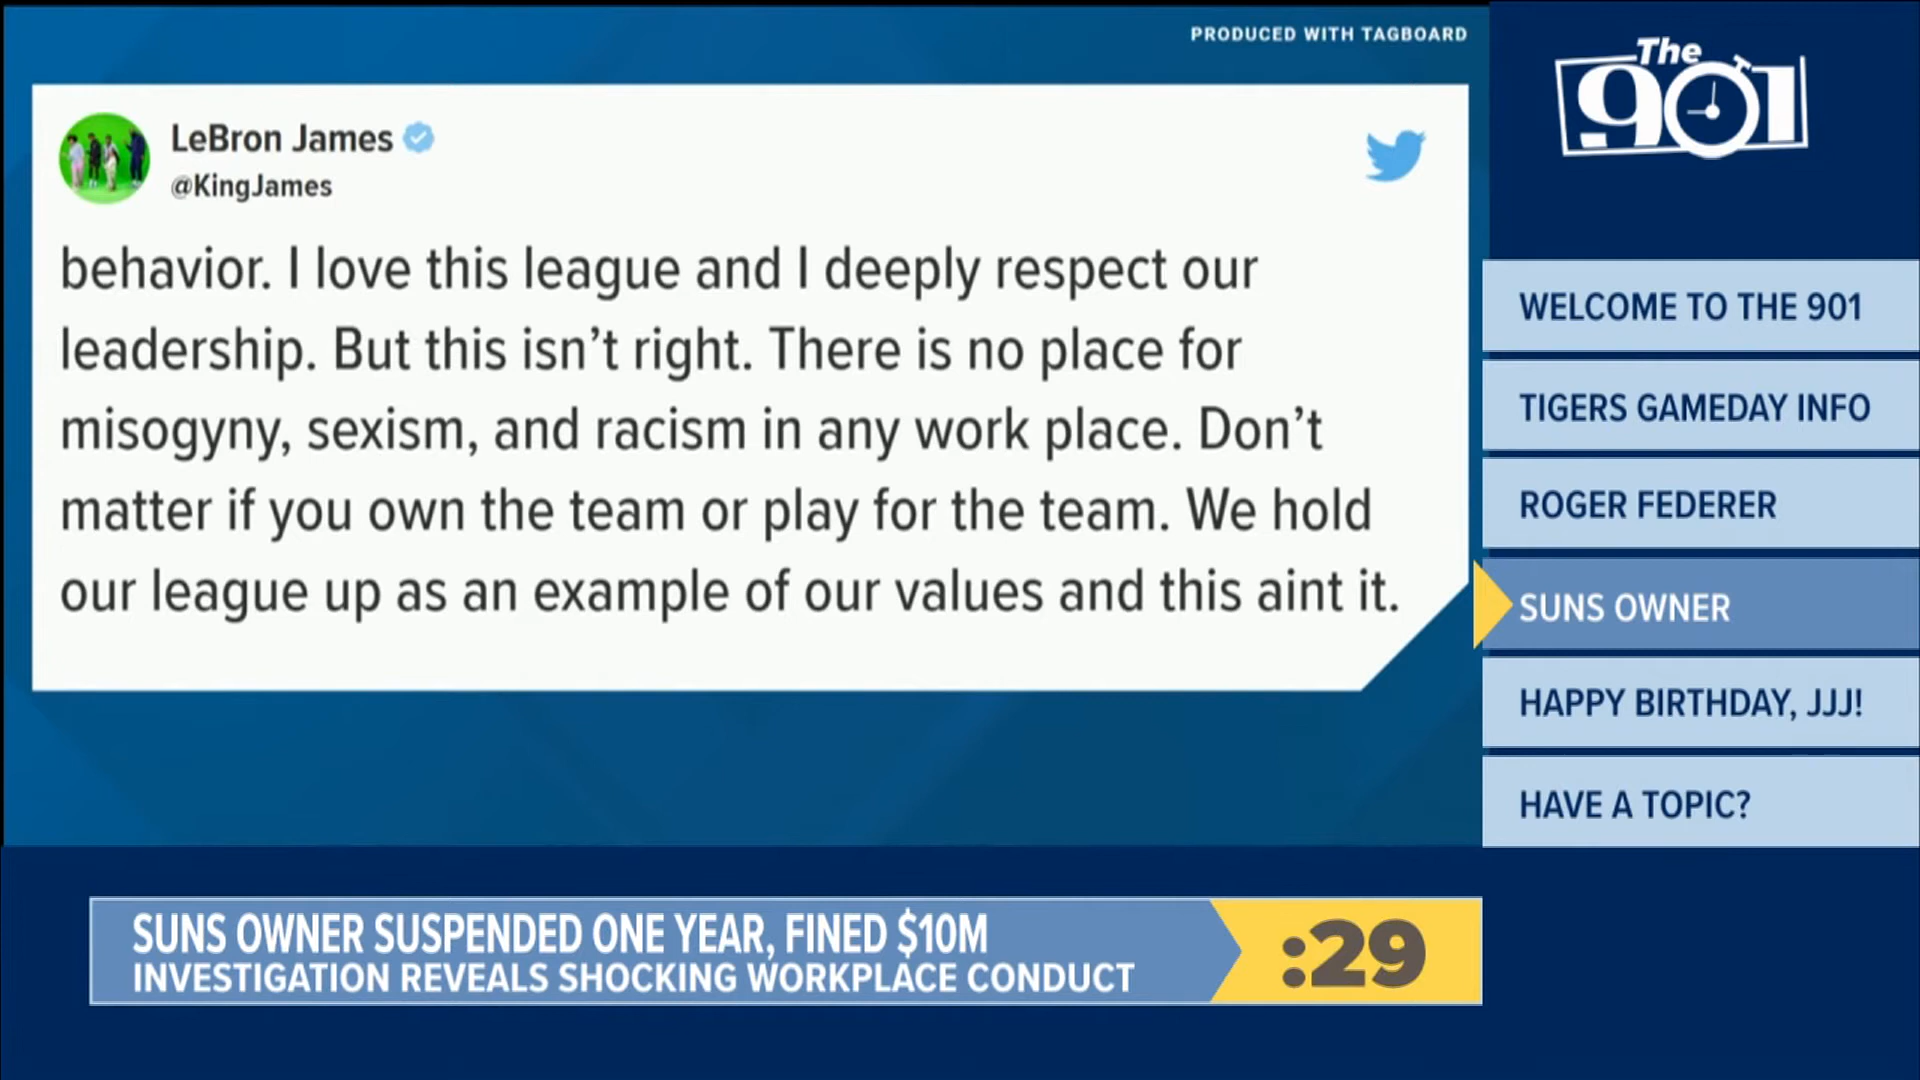 PRODUCED WITH TAGBOARD
LeBron James
@KingJames
behavior. I love this league and I deeply respect our
leadership. But this isn't right. There is no place for
misogyny, sexism, and racism in any work place. Don't
matter if you own the team or play for the team. We hold
our league up as an example of our values and this aint it.
The
901
WELCOME TO THE 901
TIGERS GAMEDAY INFO
ROGER FEDERER
SUNS OWNER
HAPPY BIRTHDAY, JJJ!
HAVE A TOPIC?
SUNS OWNER SUSPENDED ONE YEAR, FINED $10M
INVESTIGATION REVEALS SHOCKING WORKPLACE CONDUCT
:29